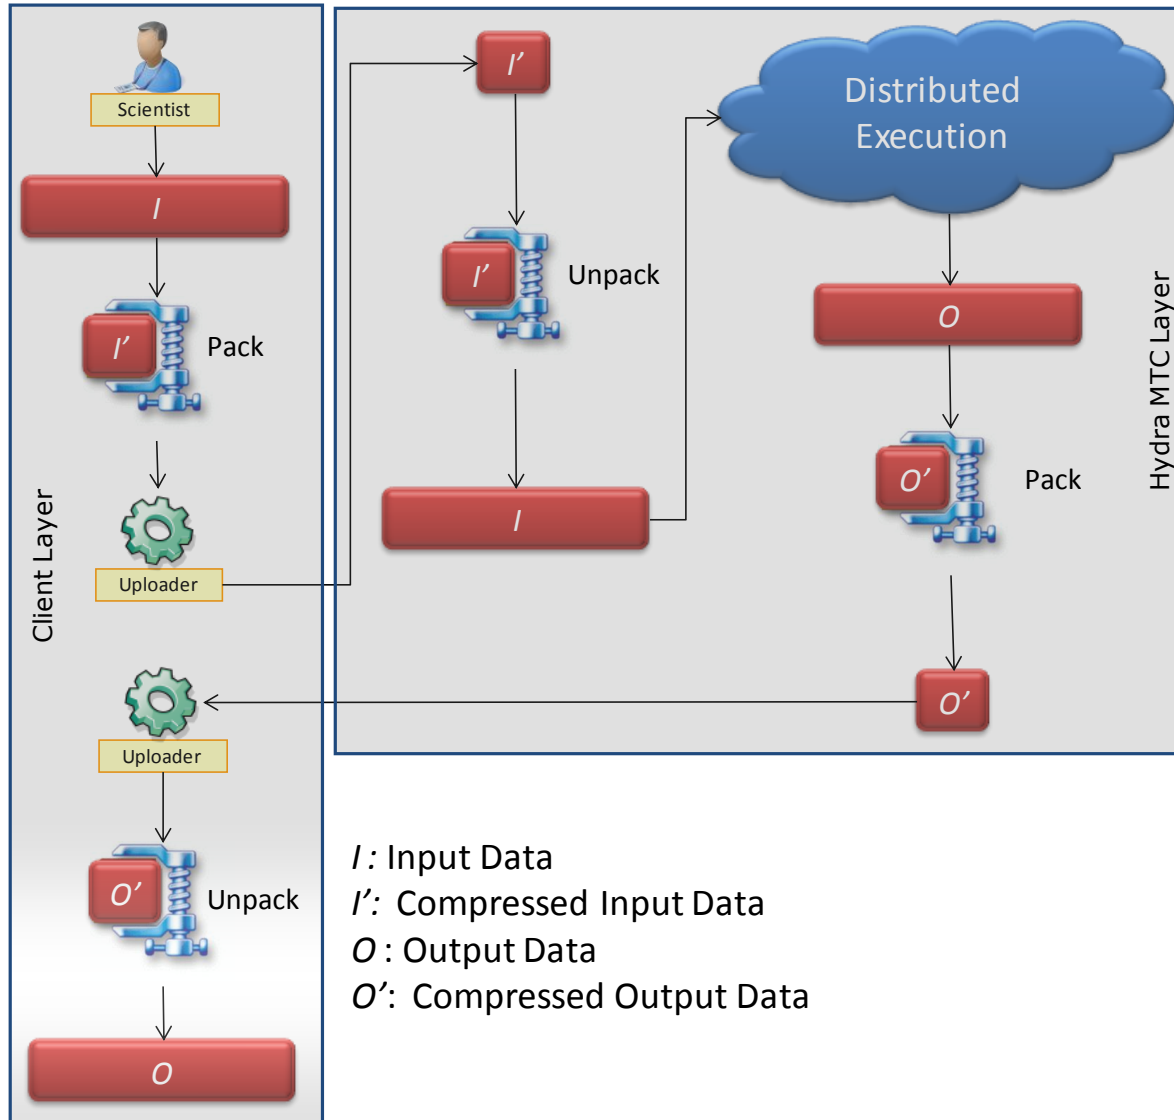 Scientist
I
I'
Pack
Uploader
Client Layer
Uploader
O'
Unpack
O
I'
I'
Unpack
I
Distributed
Execution
O
O'
Pack
O'
Hydra MTC Layer
I : Input Data
I': Compressed Input Data
O : Output Data
O': Compressed Output Data